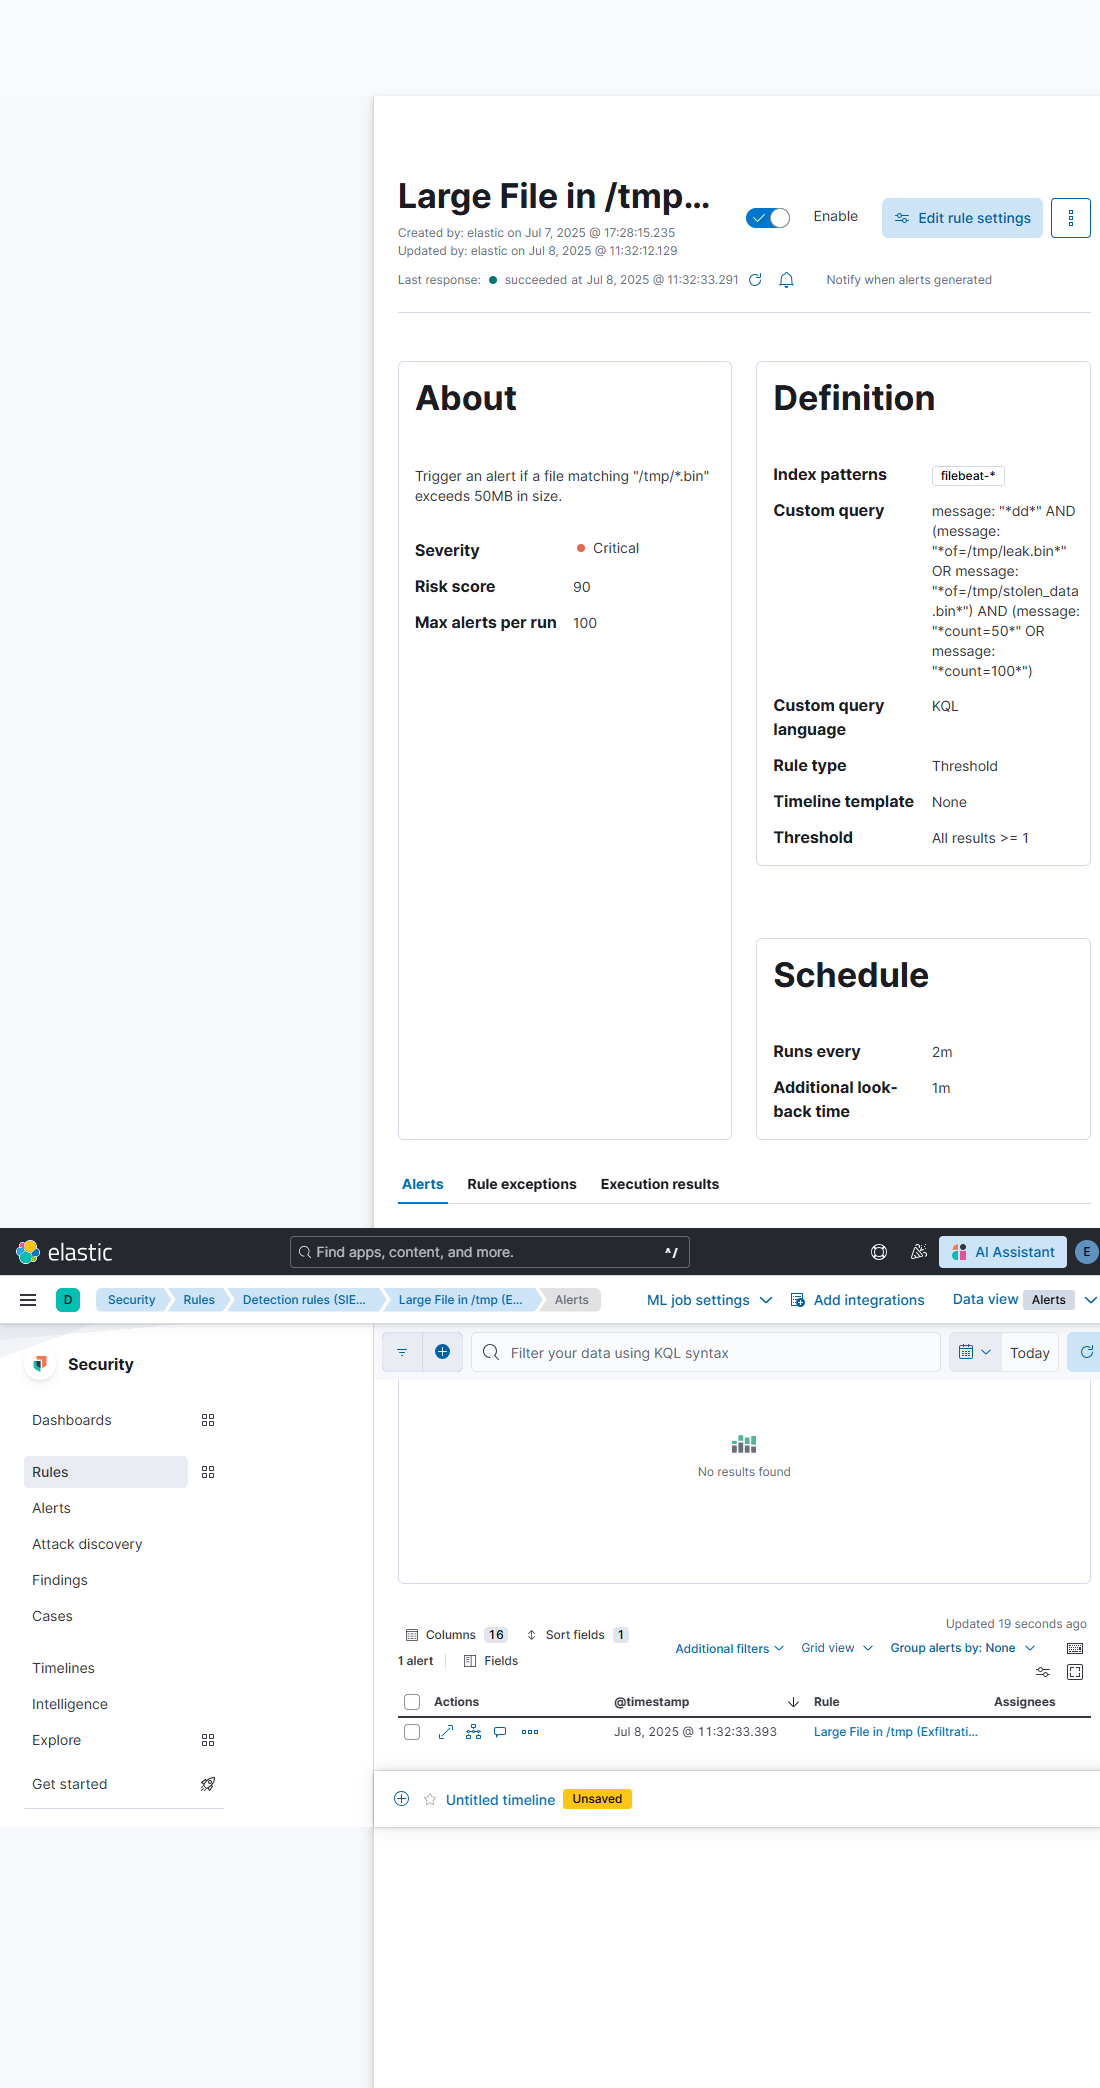 Large File in /tmp...
Enable
Edit rule settings
Created by: elastic on Jul 7, 2025 @ 17:28:15.235
Updated by: elastic on Jul 8, 2025 @ 11:32:12.129
Last response: succeeded at Jul 8, 2025 @ 11:32:33.291
Notify when alerts generated
About
Trigger an alert if a file matching "/tmp/*.bin"
exceeds 50MB in size.
Severity Critical
Risk score 90
Max alerts per run 100
Definition
Index patterns filebeat-*
Custom query message: "*dd*" AND
(message:
"*of=/tmp/leak.bin*"
OR message:
"*of=/tmp/stolen_data
.bin*") AND (message:
"*count=50*" OR
message:
"*count=100*")
Custom query KQL
language
Rule type Threshold
Timeline template None
Threshold All results >= 1
Schedule
Runs every 2m
Additional look- 1m
back time
Alerts Rule exceptions Execution results
elastic Find apps, content, and more. ^/ AI Assistant E
D Security Rules Detection rules (SIE... Large File in /tmp (E... Alerts ML job settings Add integrations Data view Alerts
Security
Filter your data using KQL syntax Today
Dashboards
Rules
Alerts
Attack discovery
Findings
Cases
Timelines
Intelligence
Explore
Get started
No results found
Updated 19 seconds ago
Columns 16 Sort fields 1
Additional filters Grid view Group alerts by: None
1 alert Fields
Actions @timestamp Rule Assignees
Jul 8, 2025 @ 11:32:33.393 Large File in /tmp (Exfiltrati...
Untitled timeline Unsaved